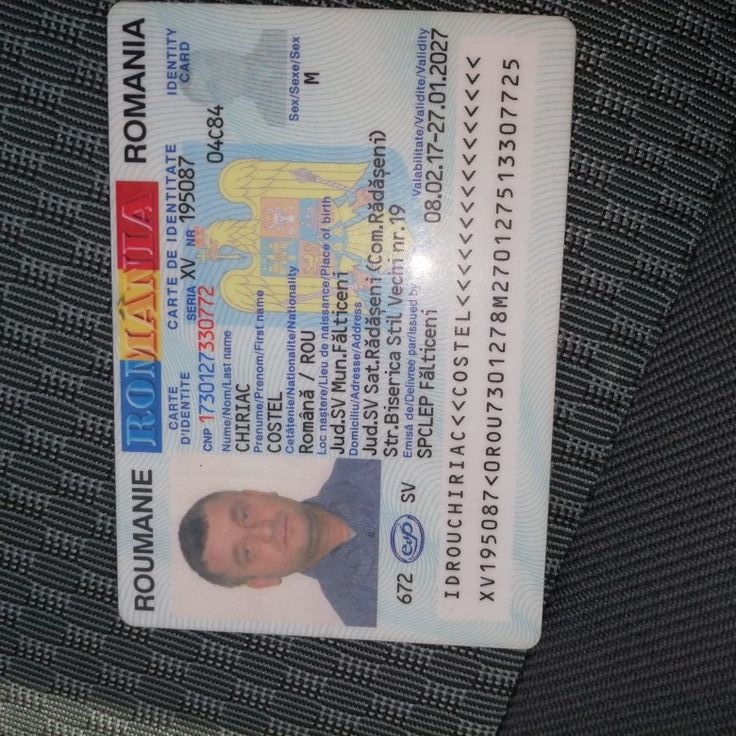 ROUMANIE ROMÂNIA ROMANIA
CARTE D'IDENTITE
CARTE DE IDENTITATE
IDENTITY CARD
SERIA XV NR 195087
04C84
CNP 1730127330772
Nume/Nom/Last name
CHIRIAC
Prenume/Prenom/First name
COSTEL
Cetățenie/Nationalite/Nationality
Română / ROU
Sex/Sexe/Sex
M
Loc naștere/Lieu de naissance/Place of birth
Jud.SV Mun.Fălticeni
Domiciliu/Adresse/Address
Jud.SV Sat.Rădășeni (Com.Rădășeni)
Str.Biserica Stil Vechi nr.19
Emisă de/Delivree par/Issued by
SPCLEP Fălticeni
Valabilitate/Validite/Validity
08.02.17-27.01.2027
672 evp SV
IDROUCHIRIAC<<COSTEL<<<<<<<<<<<<<<<<
XV195087<0ROU7301278M270127513307725